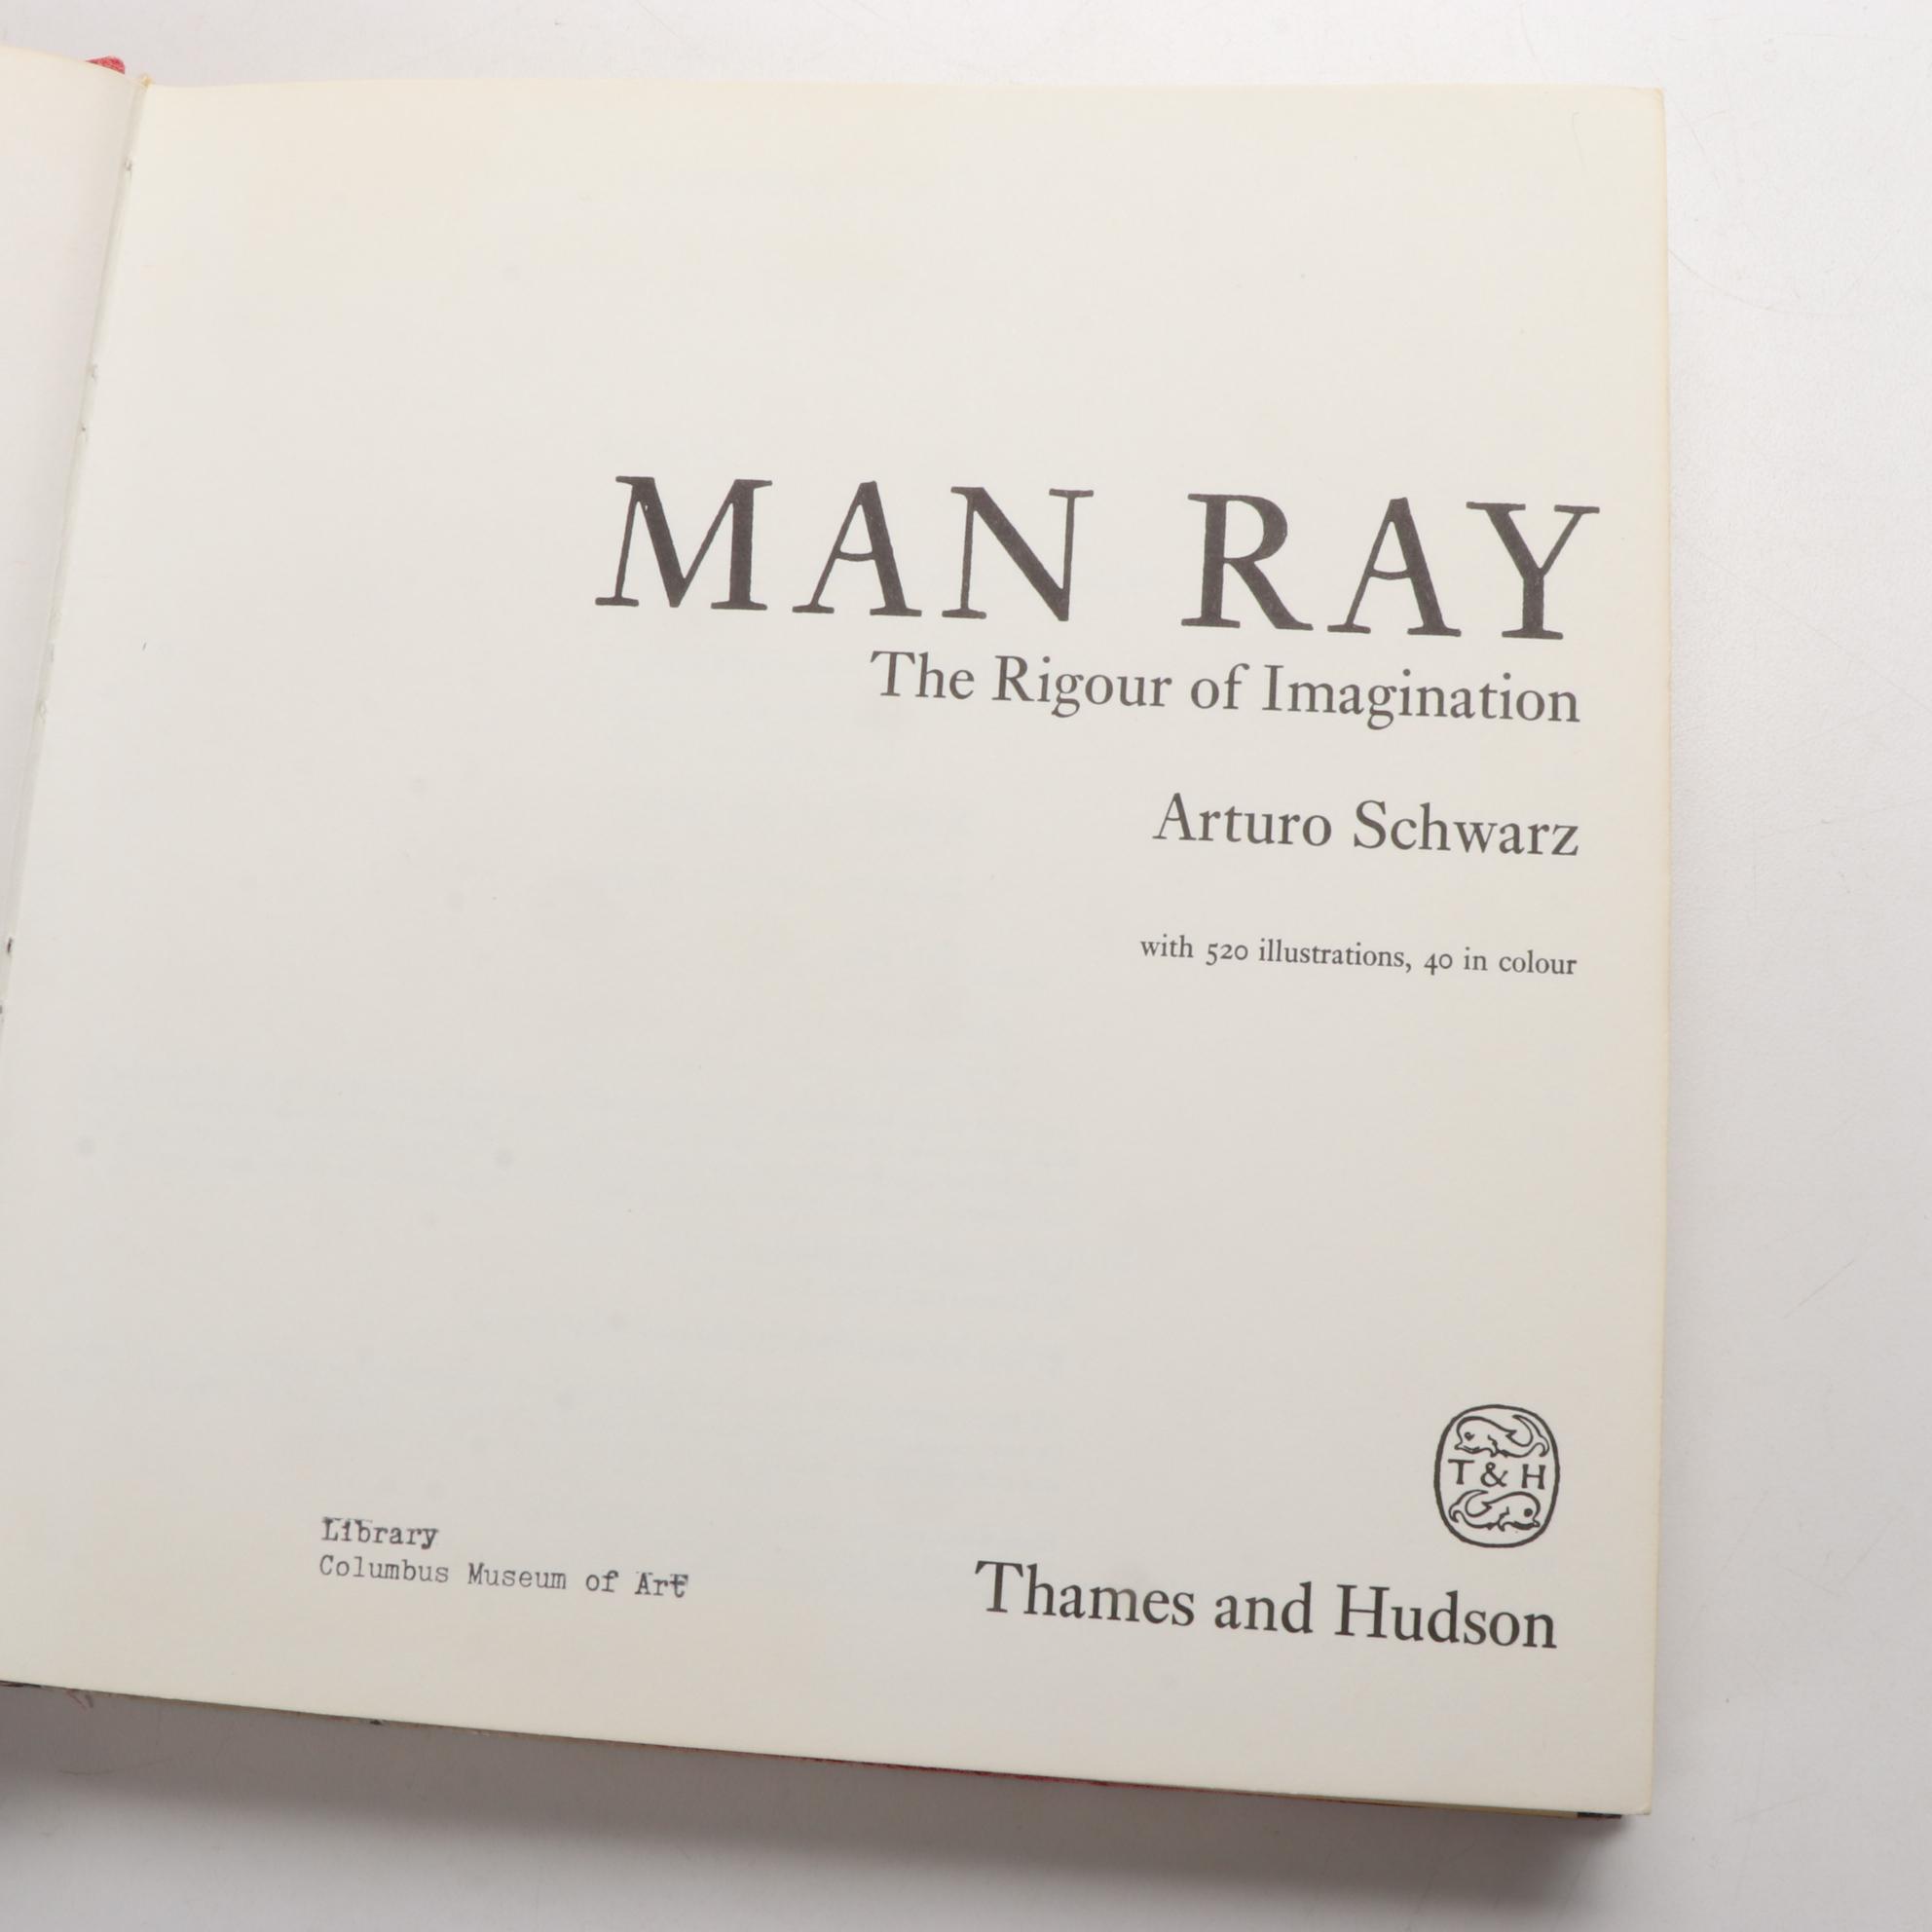 MAN RAY
The Rigour of Imagination
Arturo Schwarz
with 520 illustrations, 40 in colour
T & H
Thames and Hudson
Library
Columbus Museum of Art